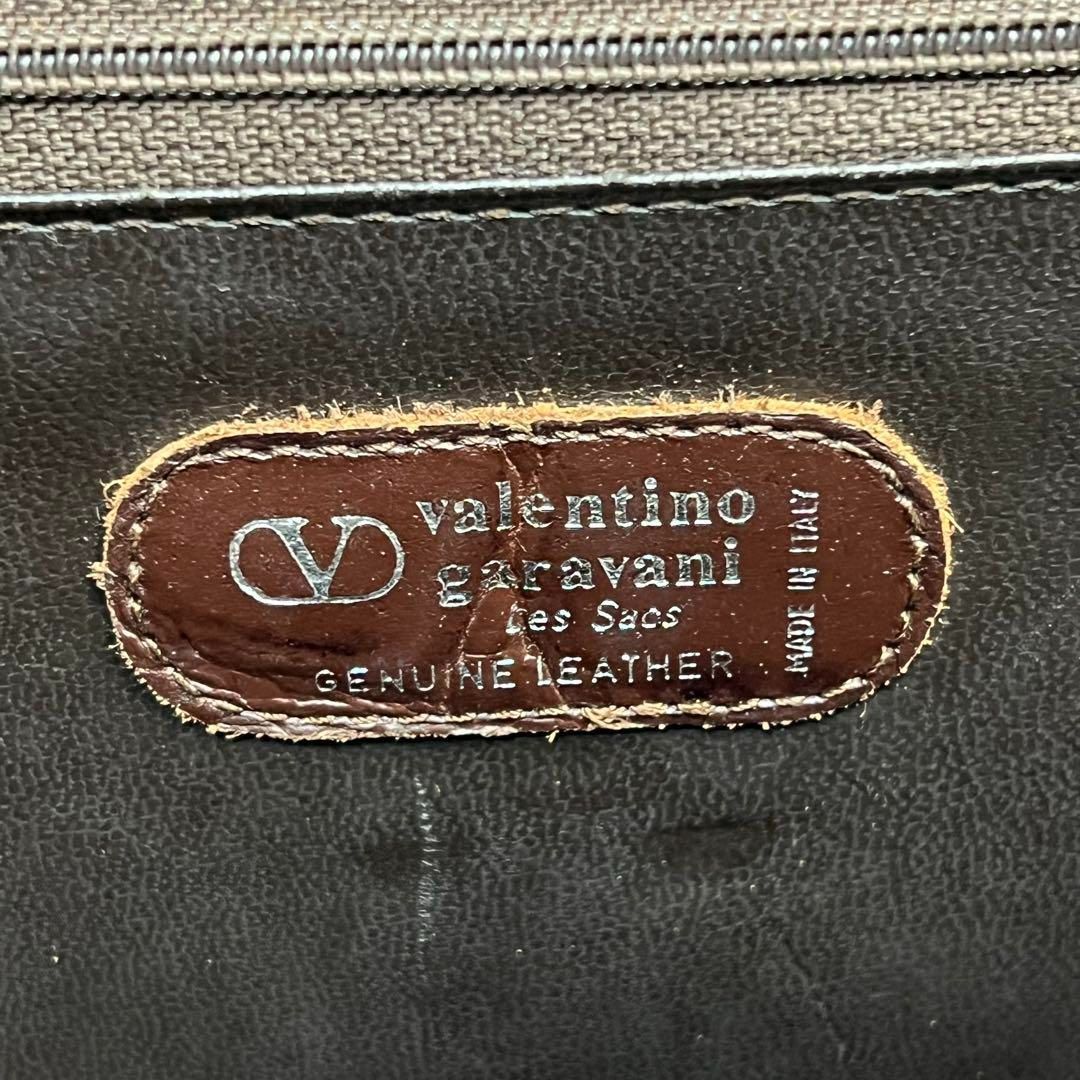 V valentino
garavani
Les Sacs
GENUINE LEATHER
MADE IN ITALY